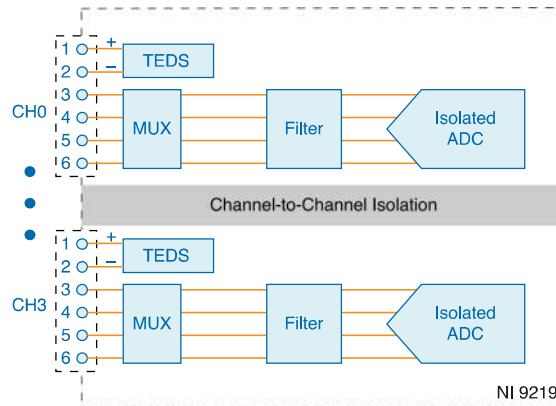 1 + TEDS
2 −
3
CH0 4 MUX Filter Isolated ADC
5
6
Channel-to-Channel Isolation
1 + TEDS
2 −
3
CH3 4 MUX Filter Isolated ADC
5
6
NI 9219